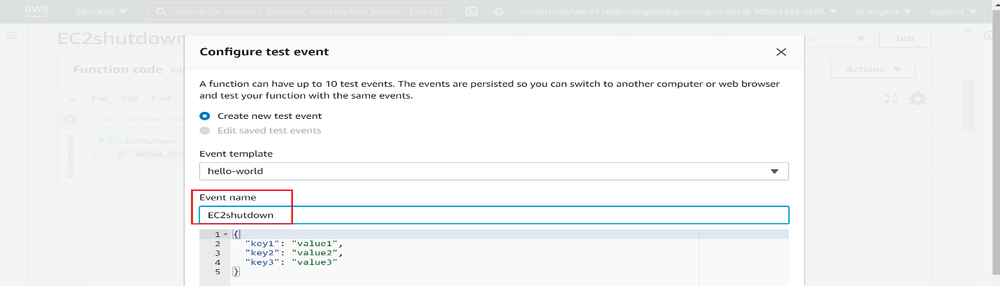 aws
Services
Search for services, features, marketplace produ
[Alt+S]
vocstartsoft/user971696=asingh05@gwmail.gwu.edu @ 7050-4526-3598
N. Virginia
Support
EC2shutdown
Test
Function code
Actions
File Edit Find
Go to Anything (Ctr
Environment
EC2shutdown
lambda_func
Configure test event
A function can have up to 10 test events. The events are persisted so you can switch to another computer or web browser
and test your function with the same events.
Create new test event
Edit saved test events
Event template
hello-world
Event name
EC2shutdown
1 {
2 "key1": "value1",
3 "key2": "value2",
4 "key3": "value3"
5 }